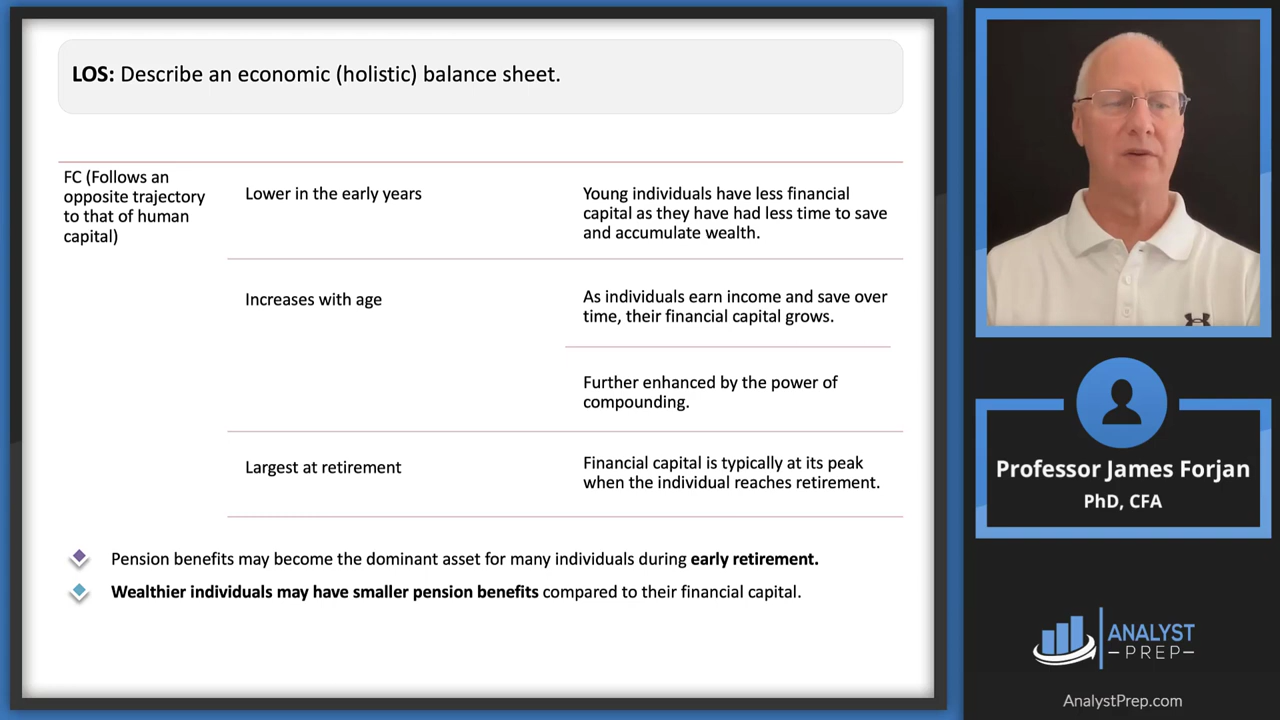 LOS: Describe an economic (holistic) balance sheet.
FC (Follows an
opposite trajectory
to that of human
capital)
Lower in the early years
Young individuals have less financial
capital as they have had less time to save
and accumulate wealth.
Increases with age
As individuals earn income and save over
time, their financial capital grows.
Further enhanced by the power of
compounding.
Largest at retirement
Financial capital is typically at its peak
when the individual reaches retirement.
Pension benefits may become the dominant asset for many individuals during early retirement.
Wealthier individuals may have smaller pension benefits compared to their financial capital.
Professor James Forjan
PhD, CFA
ANALYST
–PREP–
AnalystPrep.com